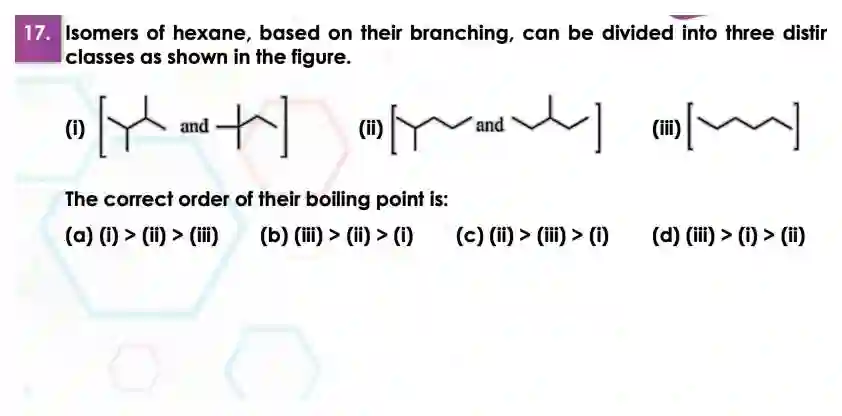 17. Isomers of hexane, based on their branching, can be divided into three distir
classes as shown in the figure.
(i) [ and ] (ii) [ and ] (iii) [ ]
The correct order of their boiling point is:
(a) (i) > (ii) > (iii) (b) (iii) > (ii) > (i) (c) (ii) > (iii) > (i) (d) (iii) > (i) > (ii)